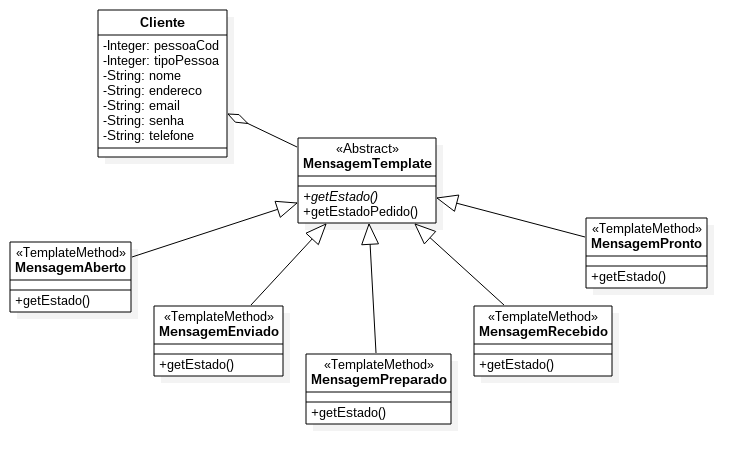 Cliente
-Integer: pessoaCod
-Integer: tipoPessoa
-String: nome
-String: endereco
-String: email
-String: senha
-String: telefone
«Abstract»
MensagemTemplate
+getEstado()
+getEstadoPedido()
«TemplateMethod»
MensagemAberto
+getEstado()
«TemplateMethod»
MensagemEnviado
+getEstado()
«TemplateMethod»
MensagemPreparado
+getEstado()
«TemplateMethod»
MensagemRecebido
+getEstado()
«TemplateMethod»
MensagemPronto
+getEstado()